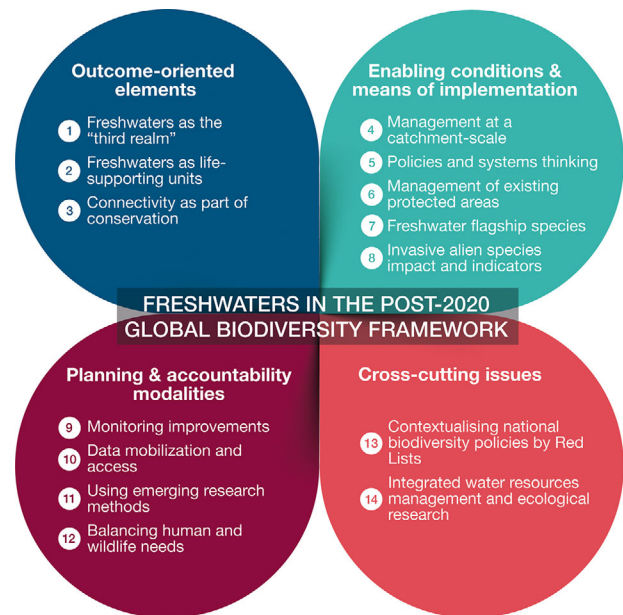 Outcome-oriented
elements
1 Freshwaters as the
"third realm"
2 Freshwaters as life-
supporting units
3 Connectivity as part of
conservation
Enabling conditions &
means of implementation
4 Management at a
catchment-scale
5 Policies and systems thinking
6 Management of existing
protected areas
7 Freshwater flagship species
8 Invasive alien species
impact and indicators
FRESHWATERS IN THE POST-2020
GLOBAL BIODIVERSITY FRAMEWORK
Planning & accountability
modalities
9 Monitoring improvements
10 Data mobilization and
access
11 Using emerging research
methods
12 Balancing human and
wildlife needs
Cross-cutting issues
13 Contextualising national
biodiversity policies by Red
Lists
14 Integrated water resources
management and ecological
research